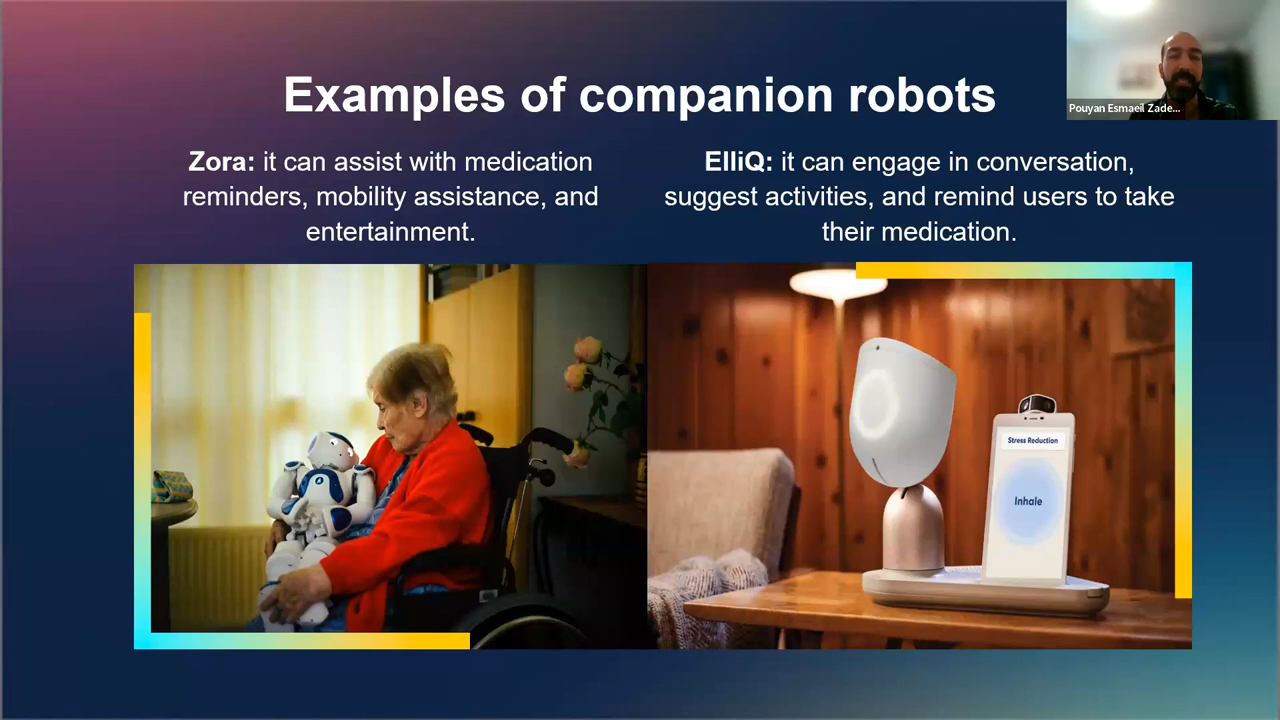 Examples of companion robots
Pouyan Esmaeil Zade...
Zora: it can assist with medication
reminders, mobility assistance, and
entertainment.
ElliQ: it can engage in conversation,
suggest activities, and remind users to take
their medication.
Stress Reduction
Inhale